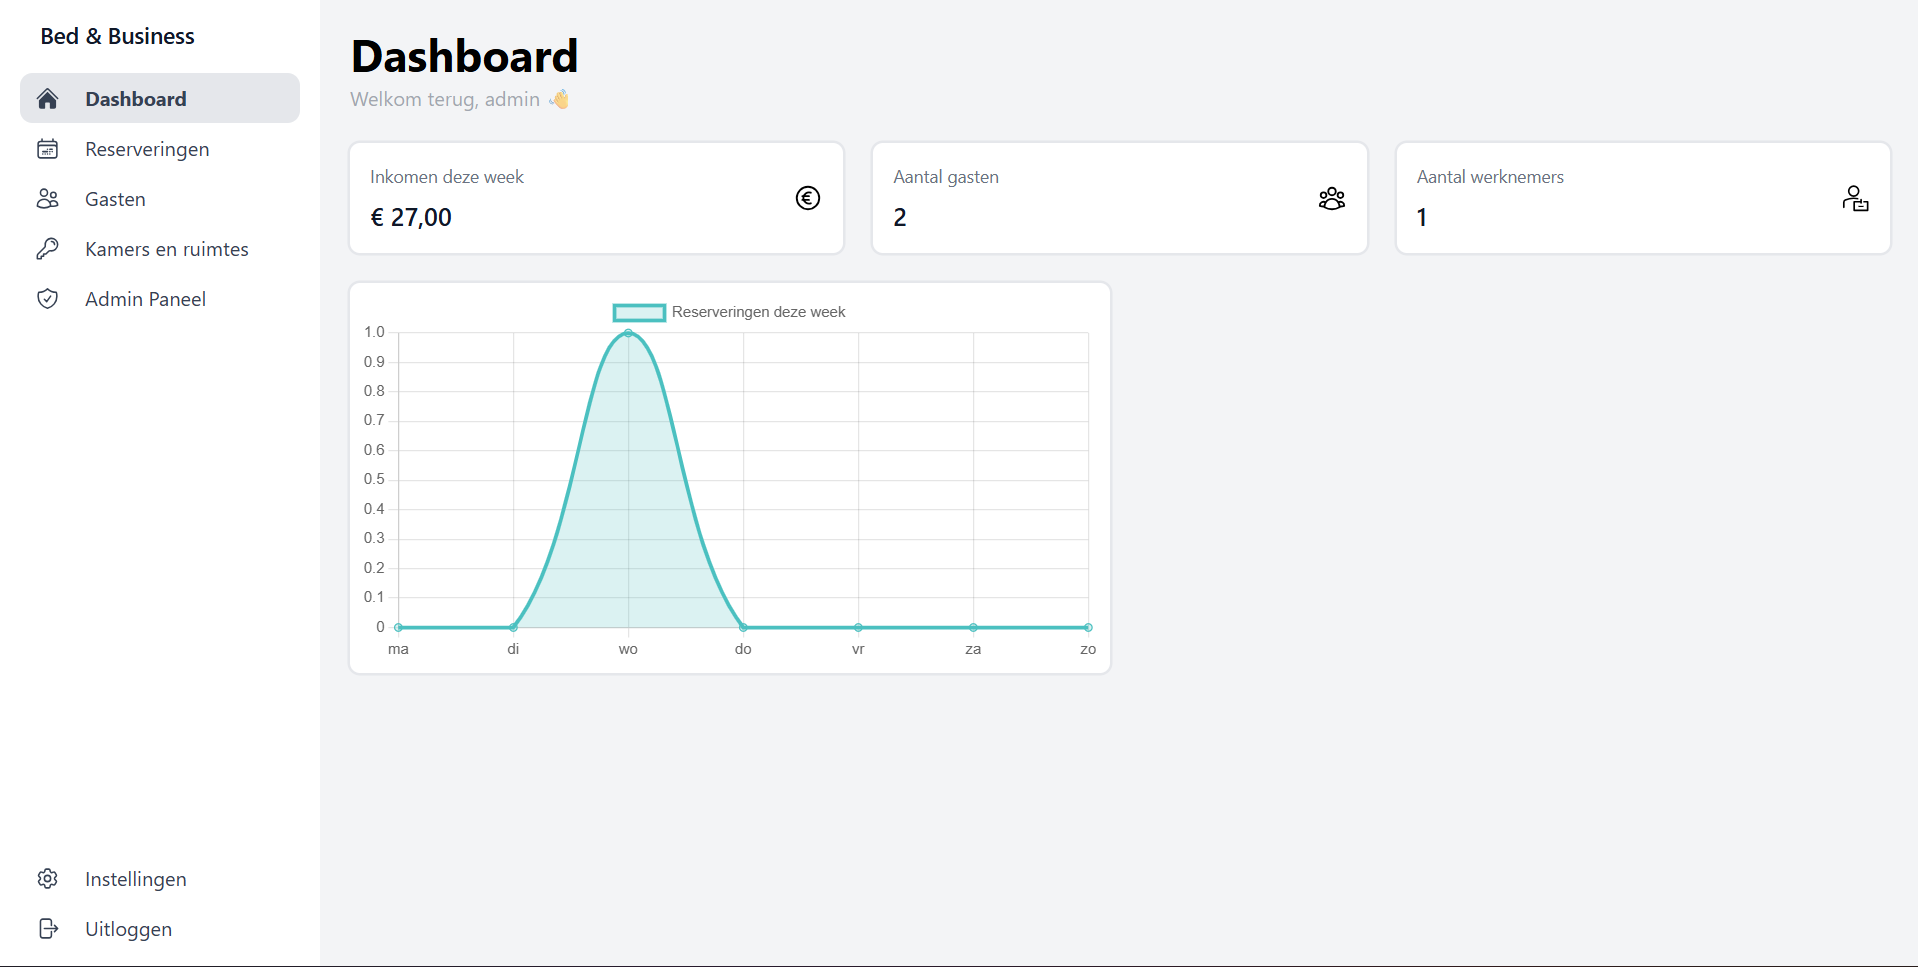 Bed & Business
Dashboard
Reserveringen
Gasten
Kamers en ruimtes
Admin Paneel
Instellingen
Uitloggen
Dashboard
Welkom terug, admin 👋
Inkomen deze week
€ 27,00
Aantal gasten
2
Aantal werknemers
1
Reserveringen deze week
1.0
0.9
0.8
0.7
0.6
0.5
0.4
0.3
0.2
0.1
0
ma di wo do vr za zo